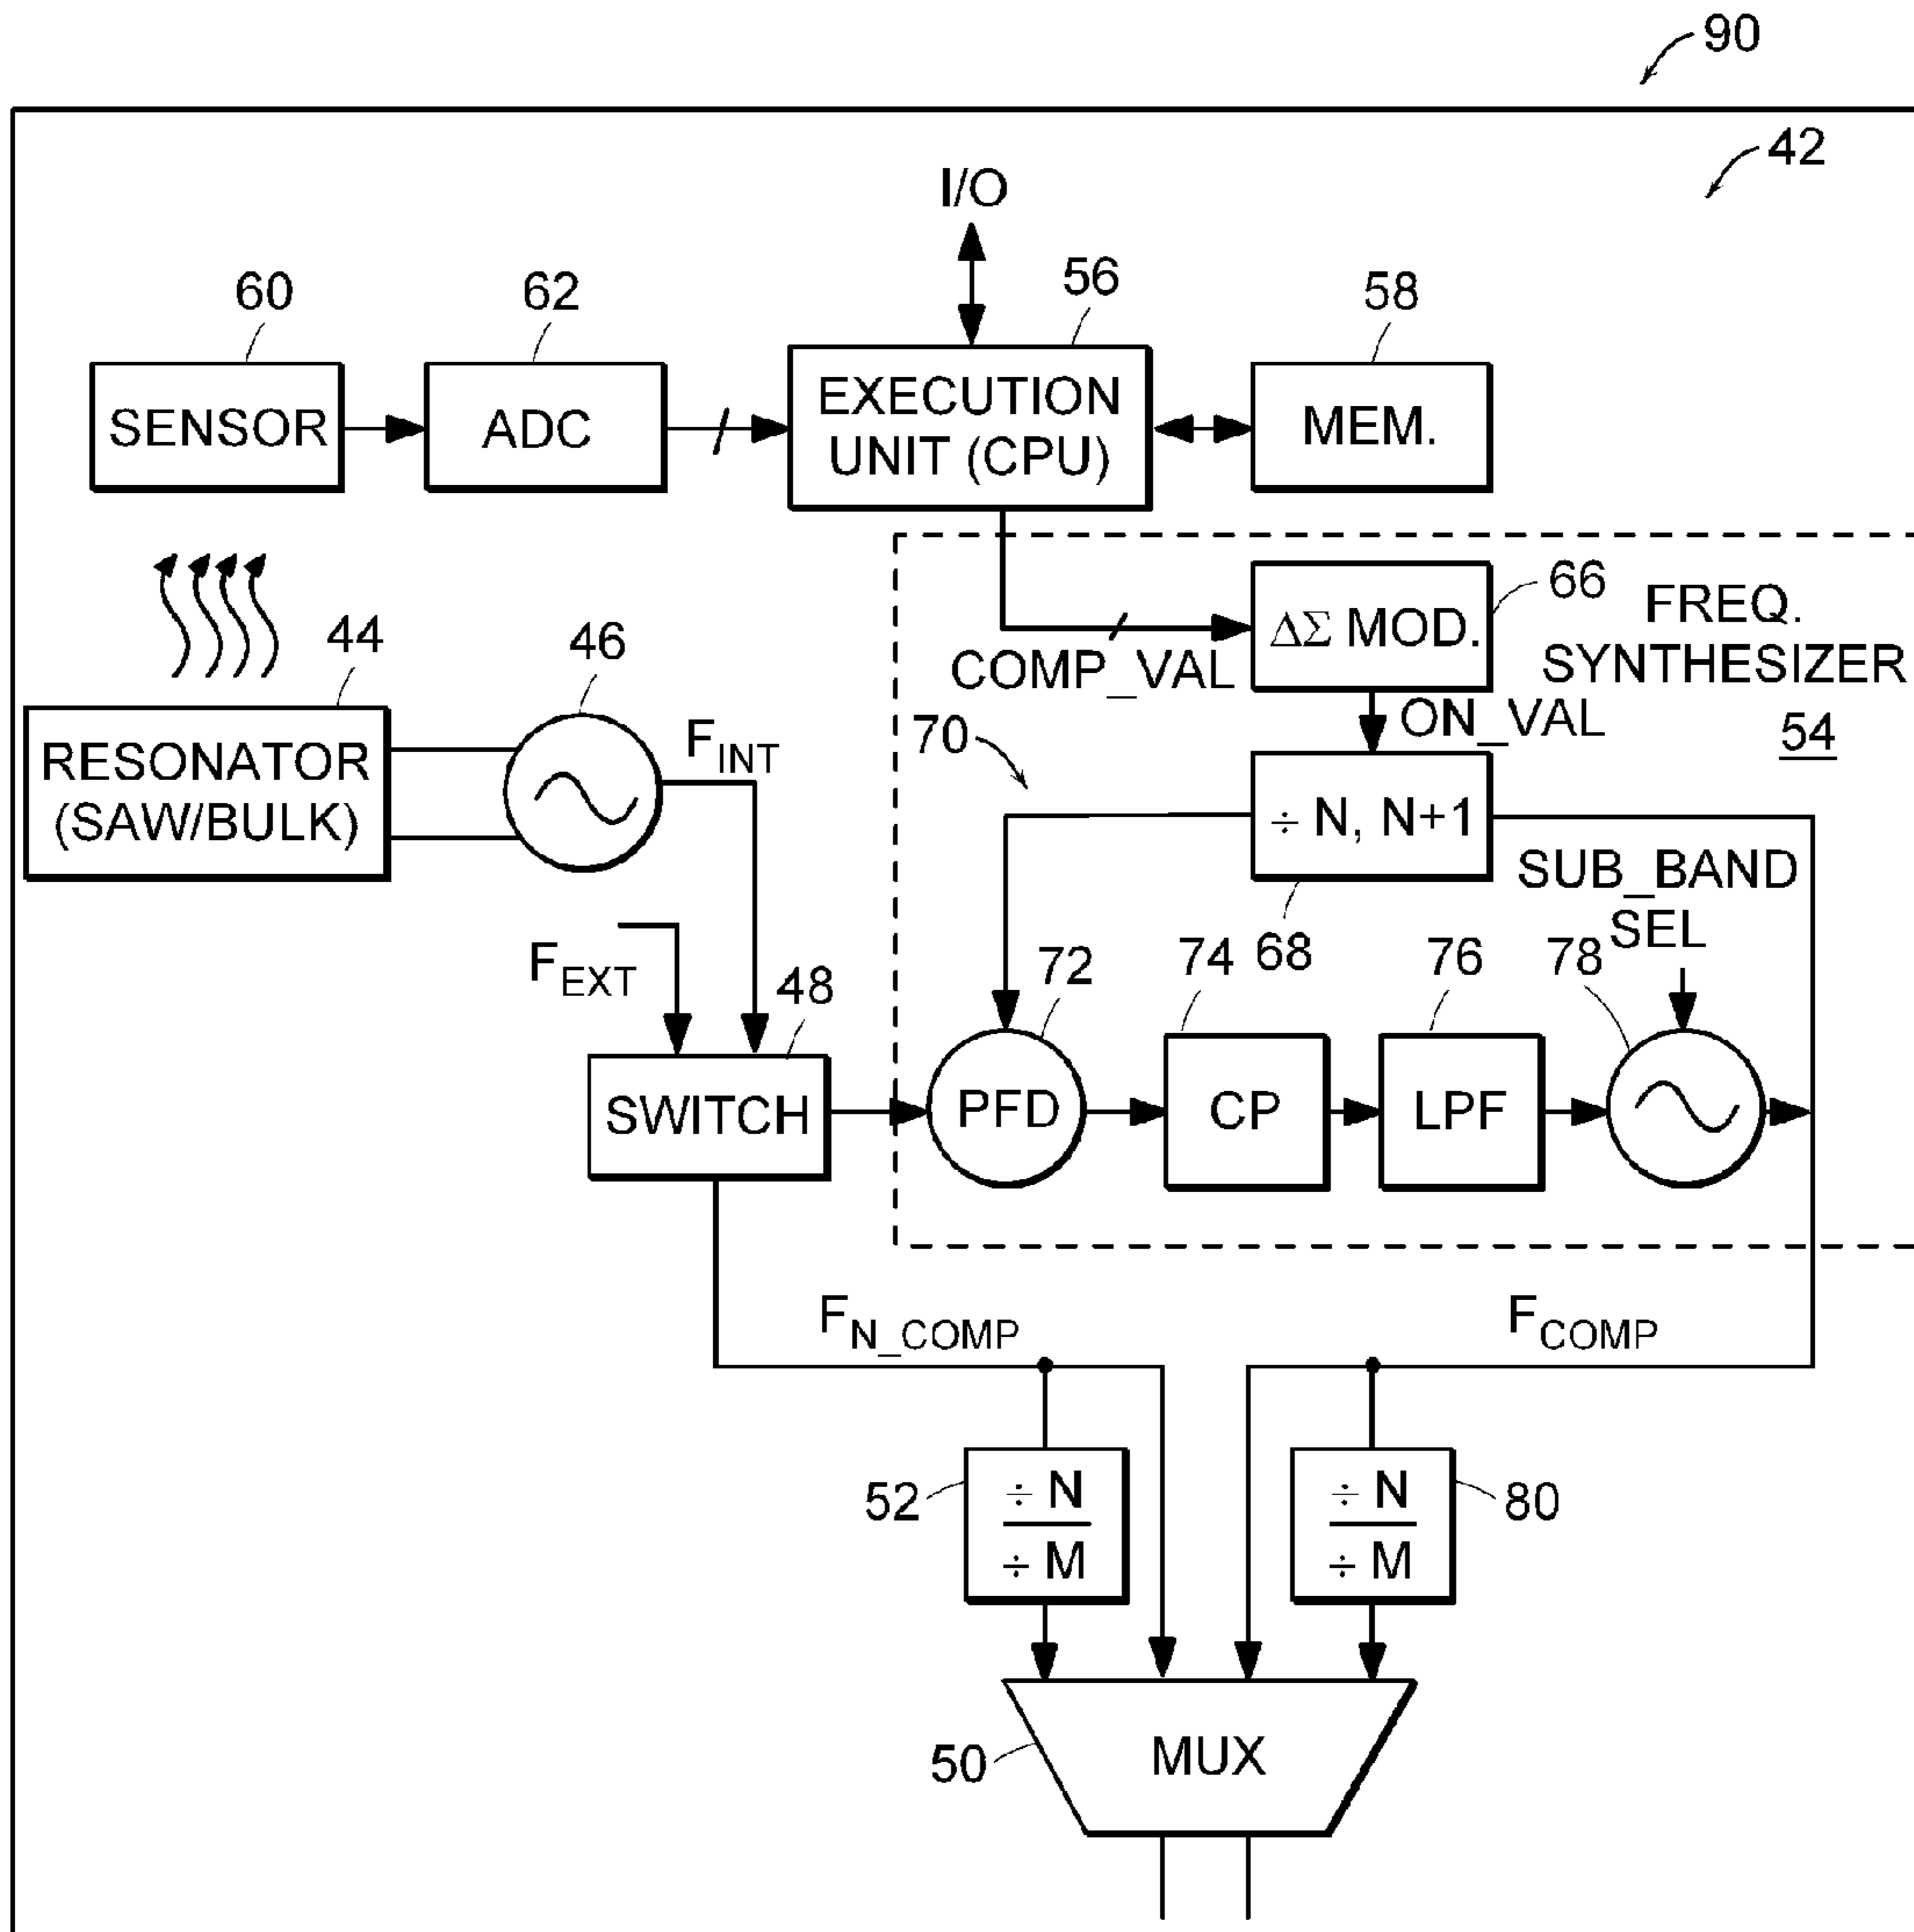 90
42
I/O
60
62
56
58
SENSOR
ADC
EXECUTION
UNIT (CPU)
MEM.
66
ΔΣ MOD.
FREQ.
SYNTHESIZER
54
COMP_VAL
ON_VAL
44
46
RESONATOR
(SAW/BULK)
F_INT
70
÷ N, N+1
68
SUB_BAND
SEL
F_EXT
48
72
74
76
78
SWITCH
PFD
CP
LPF
F_N_COMP
F_COMP
52
÷ N
÷ M
÷ N
÷ M
80
50
MUX